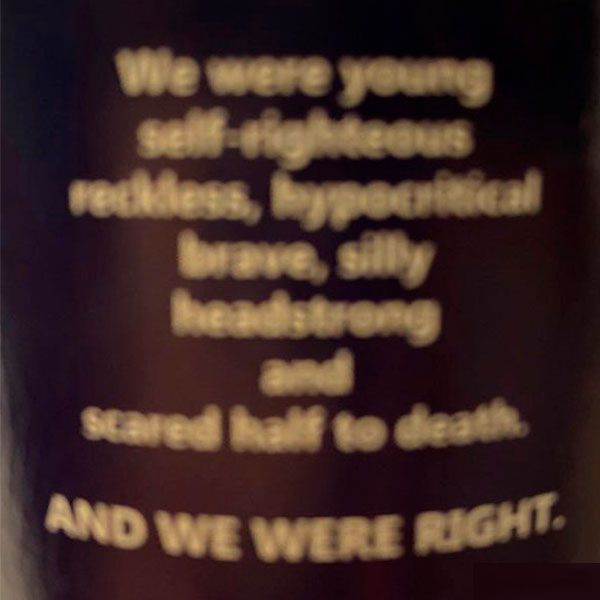 We were young
self-righteous
reckless, hypocritical
brave, silly
headstrong
and
scared half to death.
AND WE WERE RIGHT.